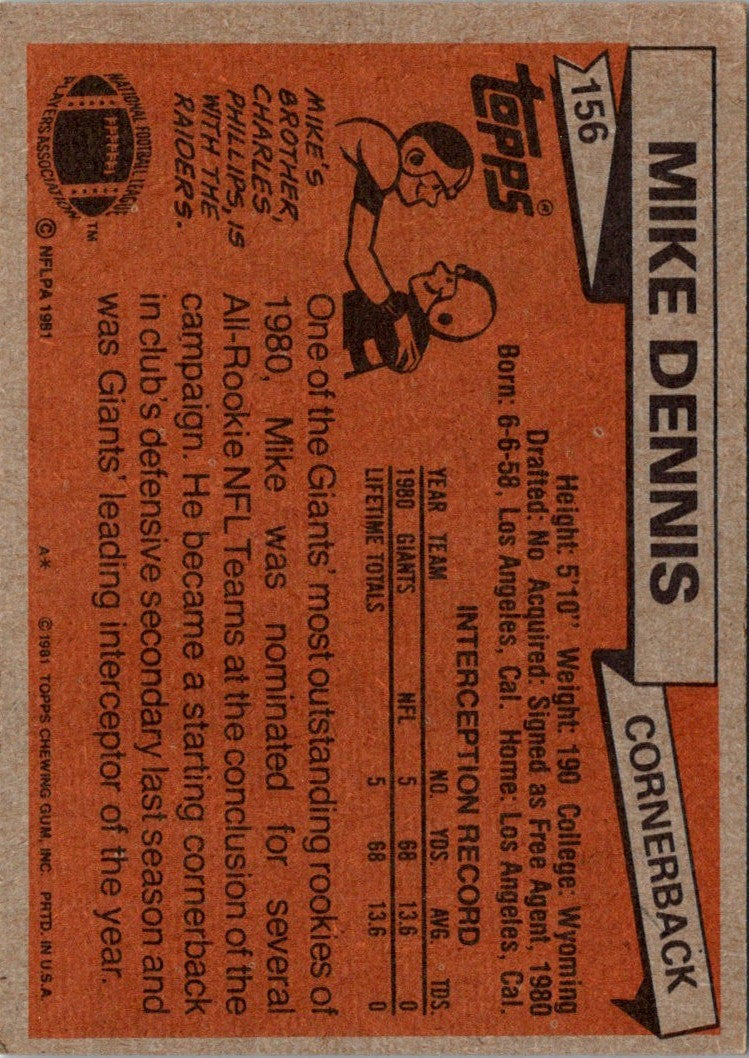 156
MIKE DENNIS
CORNERBACK
topps®
Height: 5'10" Weight: 190 College: Wyoming
Drafted: No Acquired: Signed as Free Agent, 1980
Born: 6-6-58, Los Angeles, Cal. Home: Los Angeles, Cal.
INTERCEPTION RECORD
YEAR TEAM NO. YDS. AVG. TDS.
1980 GIANTS NFL 5 68 13.6 0
LIFETIME TOTALS 5 68 13.6 0
MIKE'S
BROTHER,
CHARLES
PHILLIPS, IS
WITH THE
RAIDERS.
One of the Giants' most outstanding rookies of
1980, Mike was nominated for several
All-Rookie NFL Teams at the conclusion of the
campaign. He became a starting cornerback
in club's defensive secondary last season and
was Giants' leading interceptor of the year.
NATIONAL FOOTBALL LEAGUE
PLAYERS ASSOCIATION
™
© NFLPA 1981
A* © 1981 TOPPS CHEWING GUM, INC. PRTD. IN U.S.A.